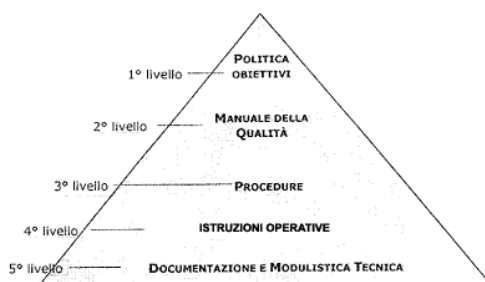 POLITICA
1° livello OBIETTIVI
2° livello MANUALE DELLA
QUALITÀ
3° livello PROCEDURE
4° livello ISTRUZIONI OPERATIVE
5° livello DOCUMENTAZIONE E MODULISTICA TECNICA